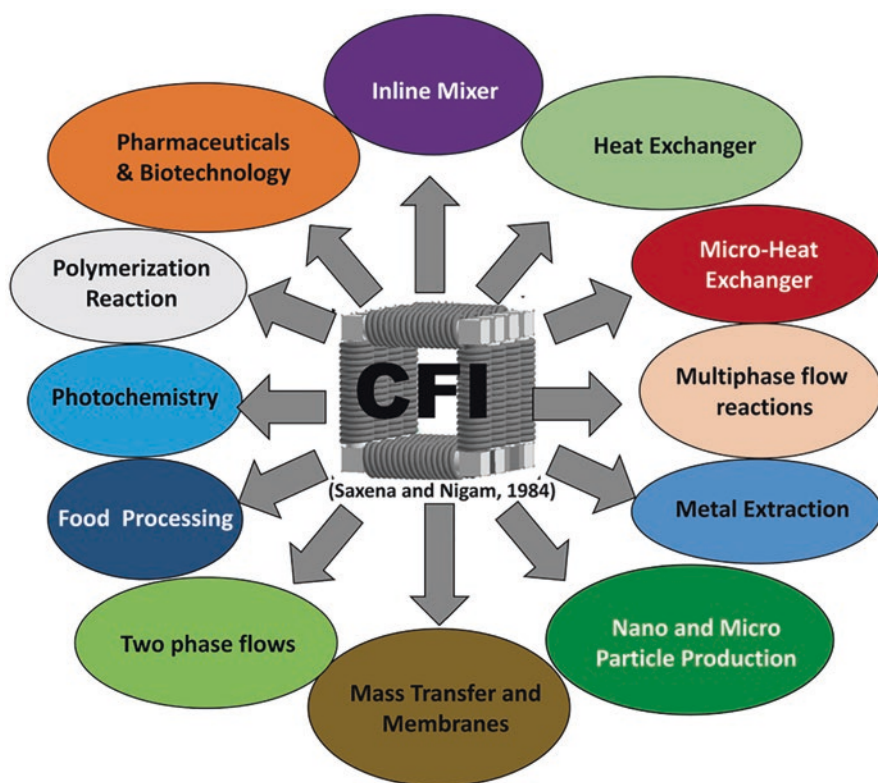 Inline Mixer
Pharmaceuticals
& Biotechnology
Heat Exchanger
Polymerization
Reaction
Micro-Heat
Exchanger
CFI
Photochemistry
Multiphase flow
reactions
(Saxena and Nigam, 1984)
Food Processing
Metal Extraction
Two phase flows
Nano and Micro
Particle Production
Mass Transfer and
Membranes